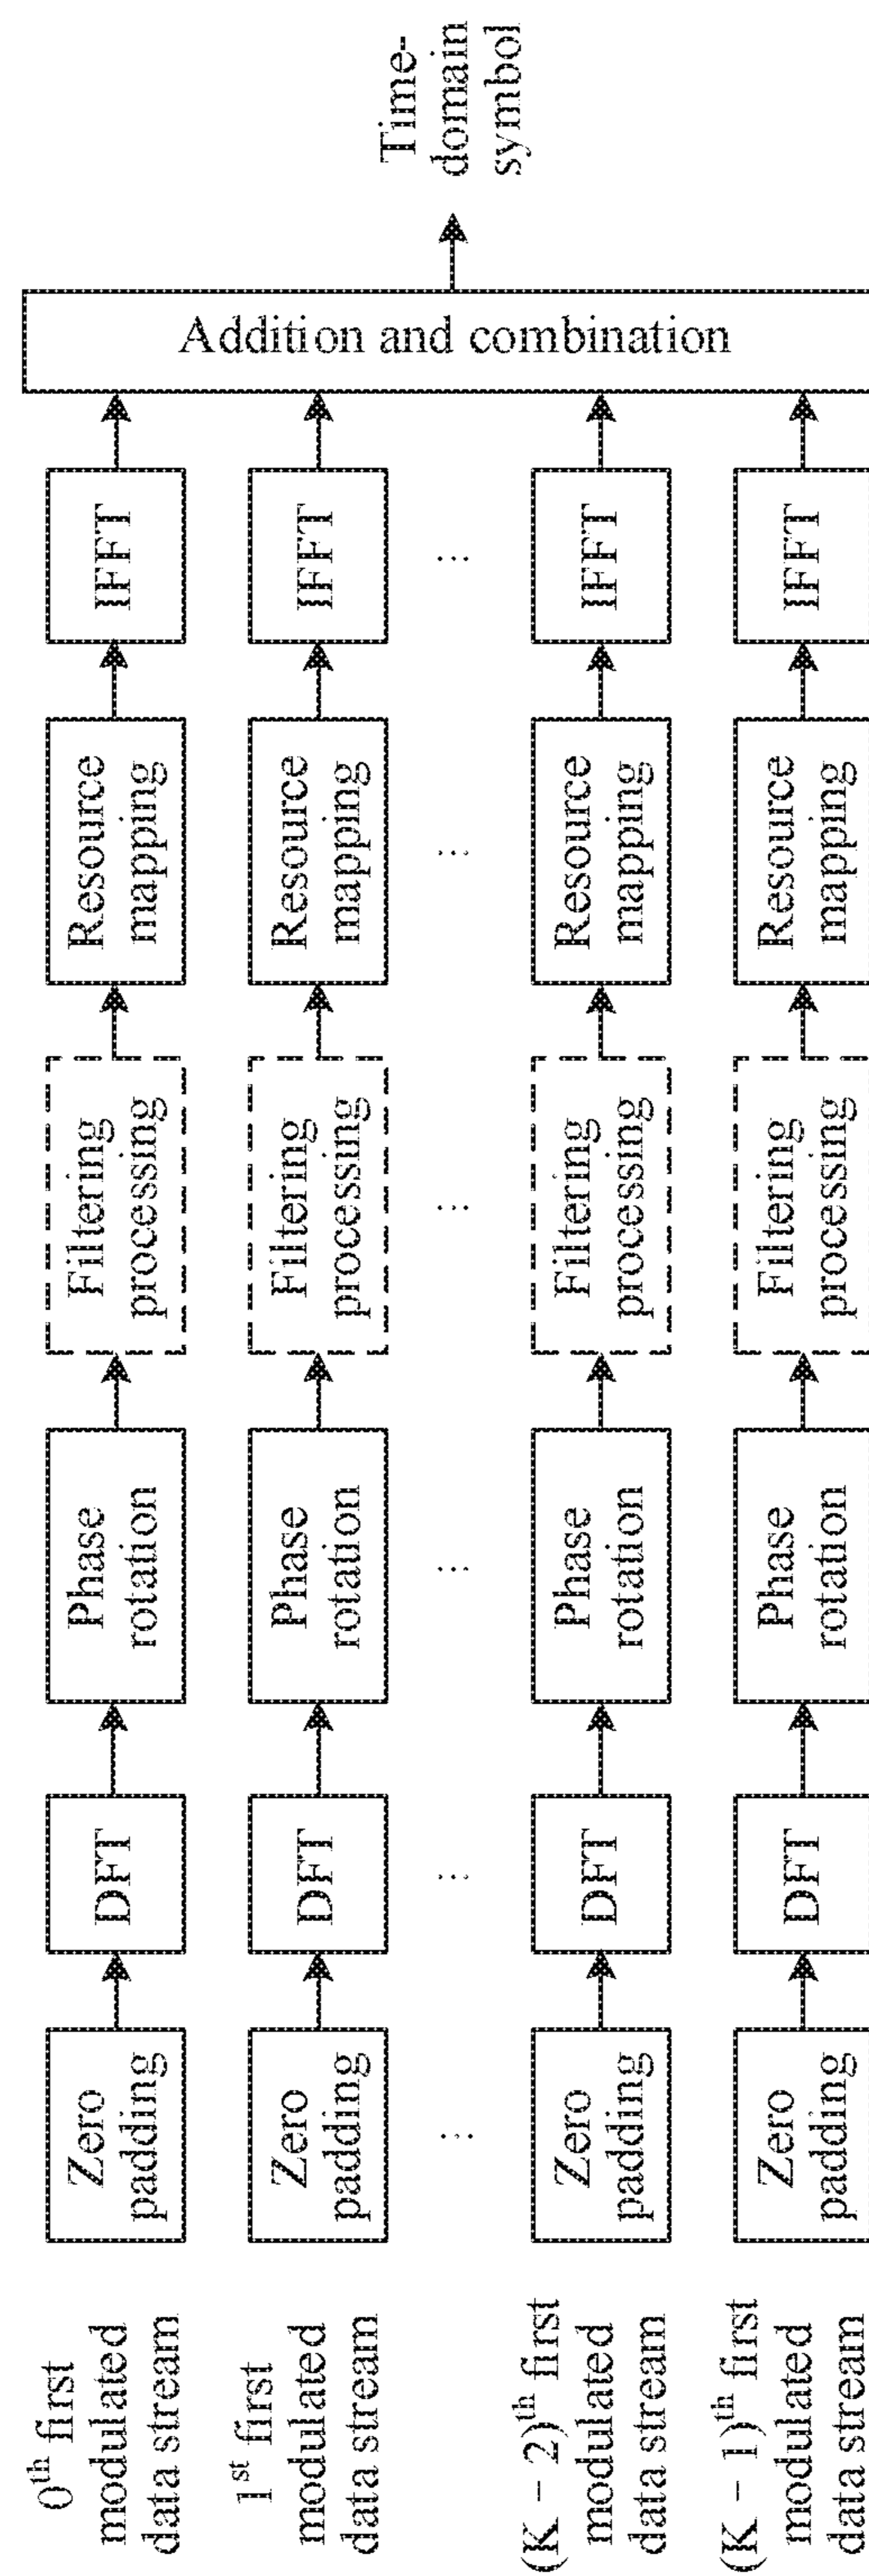 0th first
modulated
data stream
Zero
padding
DFT
Phase
rotation
Filtering
processing
Resource
mapping
IFFT
1st first
modulated
data stream
Zero
padding
DFT
Phase
rotation
Filtering
processing
Resource
mapping
IFFT
...
...
...
...
...
...
(K − 2)th first
modulated
data stream
Zero
padding
DFT
Phase
rotation
Filtering
processing
Resource
mapping
IFFT
(K − 1)th first
modulated
data stream
Zero
padding
DFT
Phase
rotation
Filtering
processing
Resource
mapping
IFFT
Addition and combination
Time-
domain
symbol